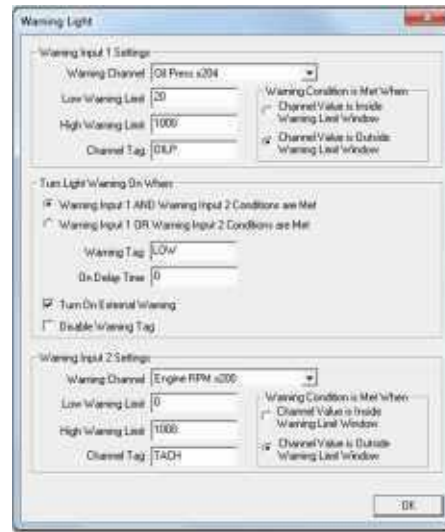 Warning Light
Warning Input 1 Settings
Warning Channel Oil Press s204
Low Warning Limit 20
High Warning Limit 1000
Channel Tag OILP
Warning Condition is Met When
Channel Value is Inside
Warning Limit Window
Channel Value is Outside
Warning Limit Window
Turn Light Warning On When
Warning Input 1 AND Warning Input 2 Conditions are Met
Warning Input 1 OR Warning Input 2 Conditions are Met
Warning Tag LOW
On Delay Time 0
Turn On External Warning
Disable Warning Tag
Warning Input 2 Settings
Warning Channel Engine RPM s200
Low Warning Limit 0
High Warning Limit 1000
Channel Tag TACH
Warning Condition is Met When
Channel Value is Inside
Warning Limit Window
Channel Value is Outside
Warning Limit Window
OK